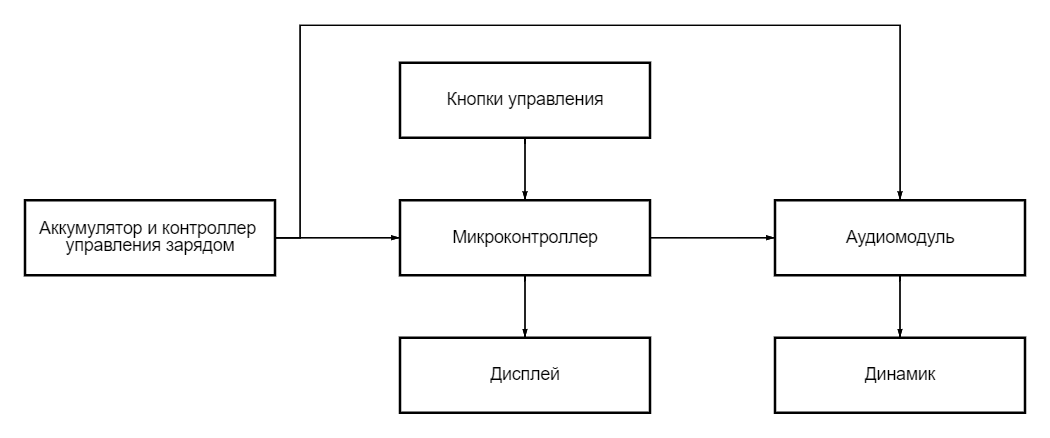 Кнопки управления
Аккумулятор и контроллер
управления зарядом
Микроконтроллер
Аудиомодуль
Дисплей
Динамик